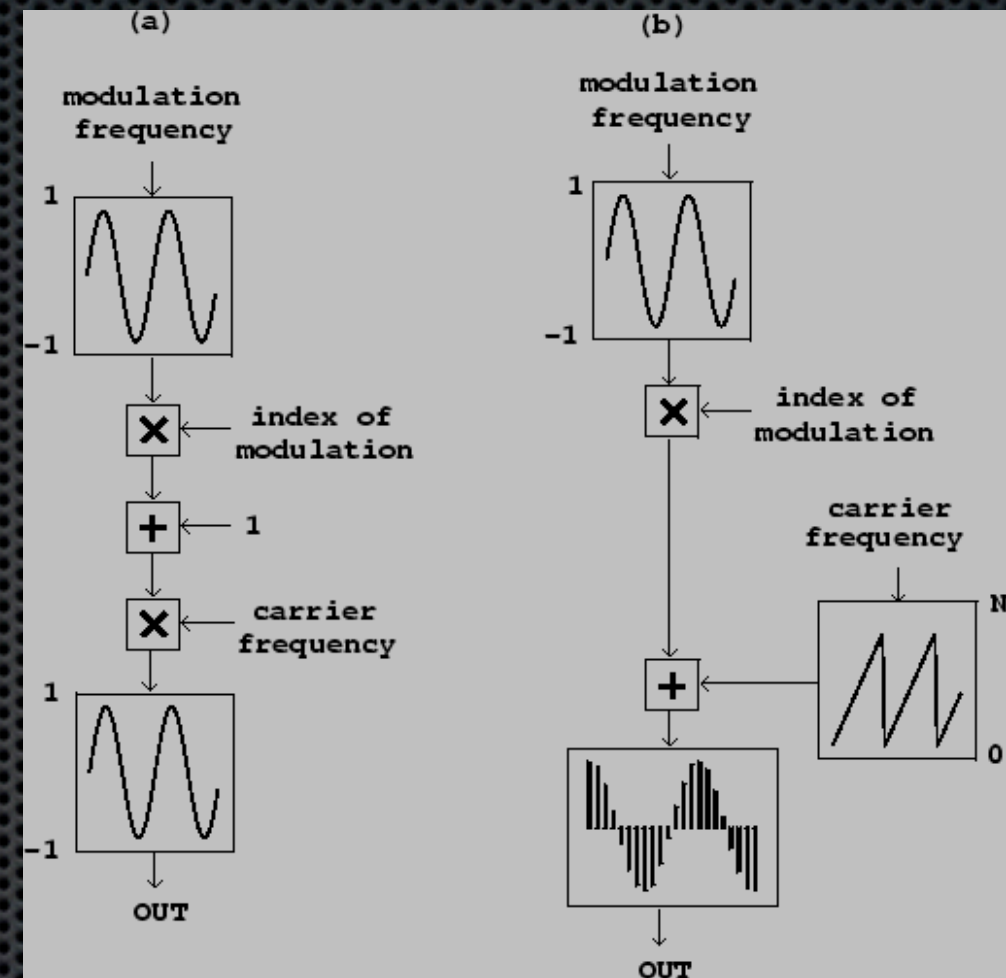 (a)
modulation
frequency
1
-1
index of
modulation
1
carrier
frequency
1
-1
OUT
(b)
modulation
frequency
1
-1
index of
modulation
carrier
frequency
N
0
OUT